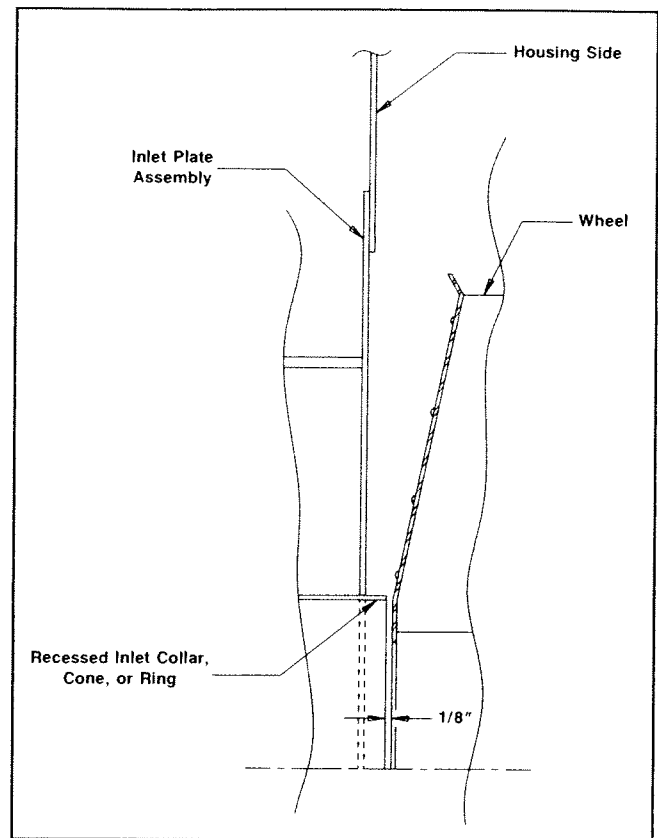 Housing Side
Inlet Plate
Assembly
Wheel
Recessed Inlet Collar,
Cone, or Ring
1/8"